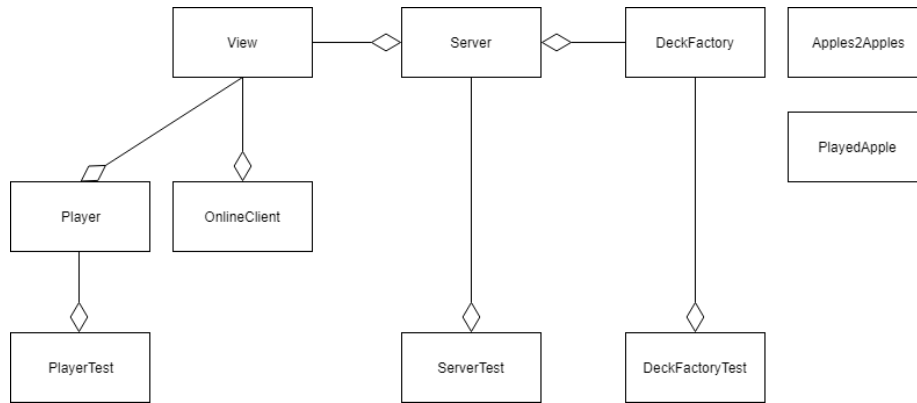 View
Server
DeckFactory
Apples2Apples
PlayedApple
Player
OnlineClient
PlayerTest
ServerTest
DeckFactoryTest